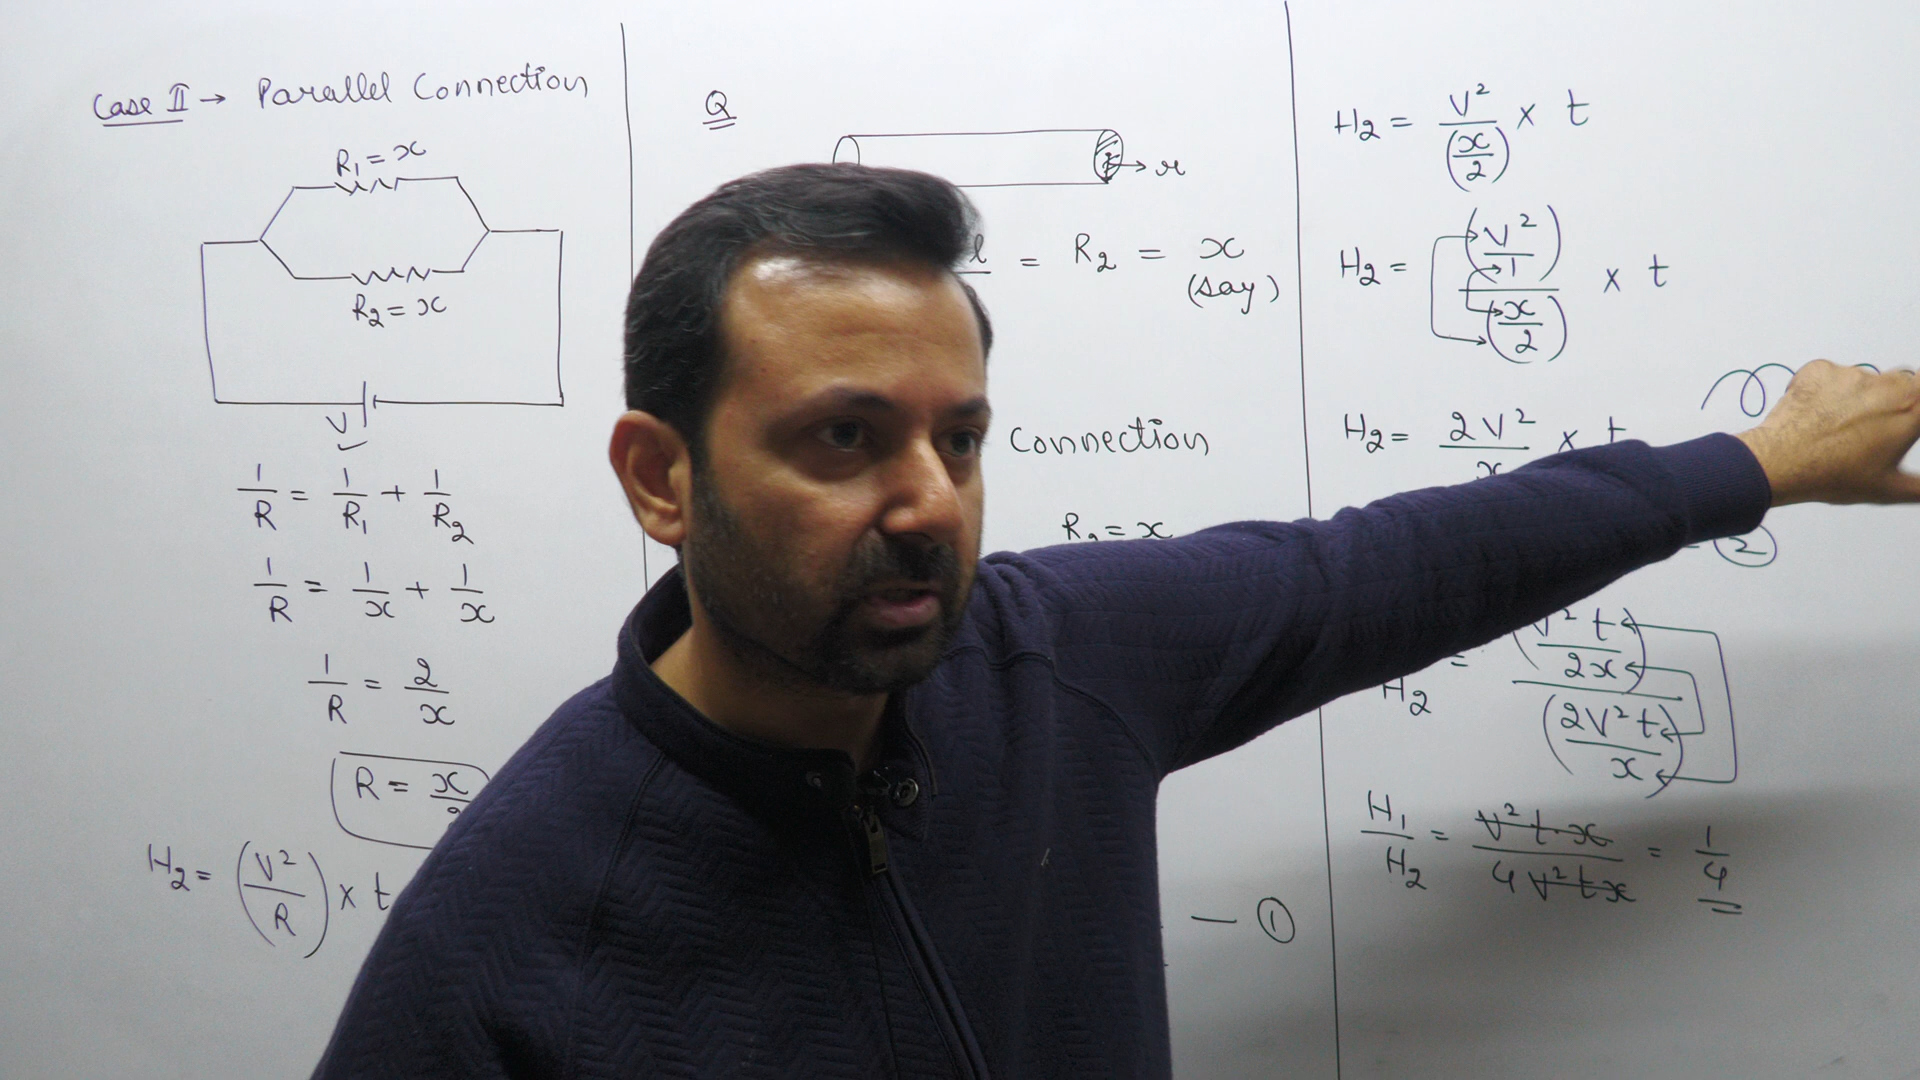 Case II → Parallel Connection
R₁ = x
R₂ = x
V
1/R = 1/R₁ + 1/R₂
1/R = 1/x + 1/x
1/R = 2/x
R = x/2
H₂ = (V²/R) × t
Q
→ r
l = R₂ = x
(say)
Connection
R₂ = x
— ①
H₂ = V²/(x/2) × t
H₂ = (V²/1)/(x/2) × t
H₂ = 2V²/x × t
②
H₂ = (V²t/2x)/(2V²t/x)
H₁/H₂ = V²t·x/4V²tx = 1/4